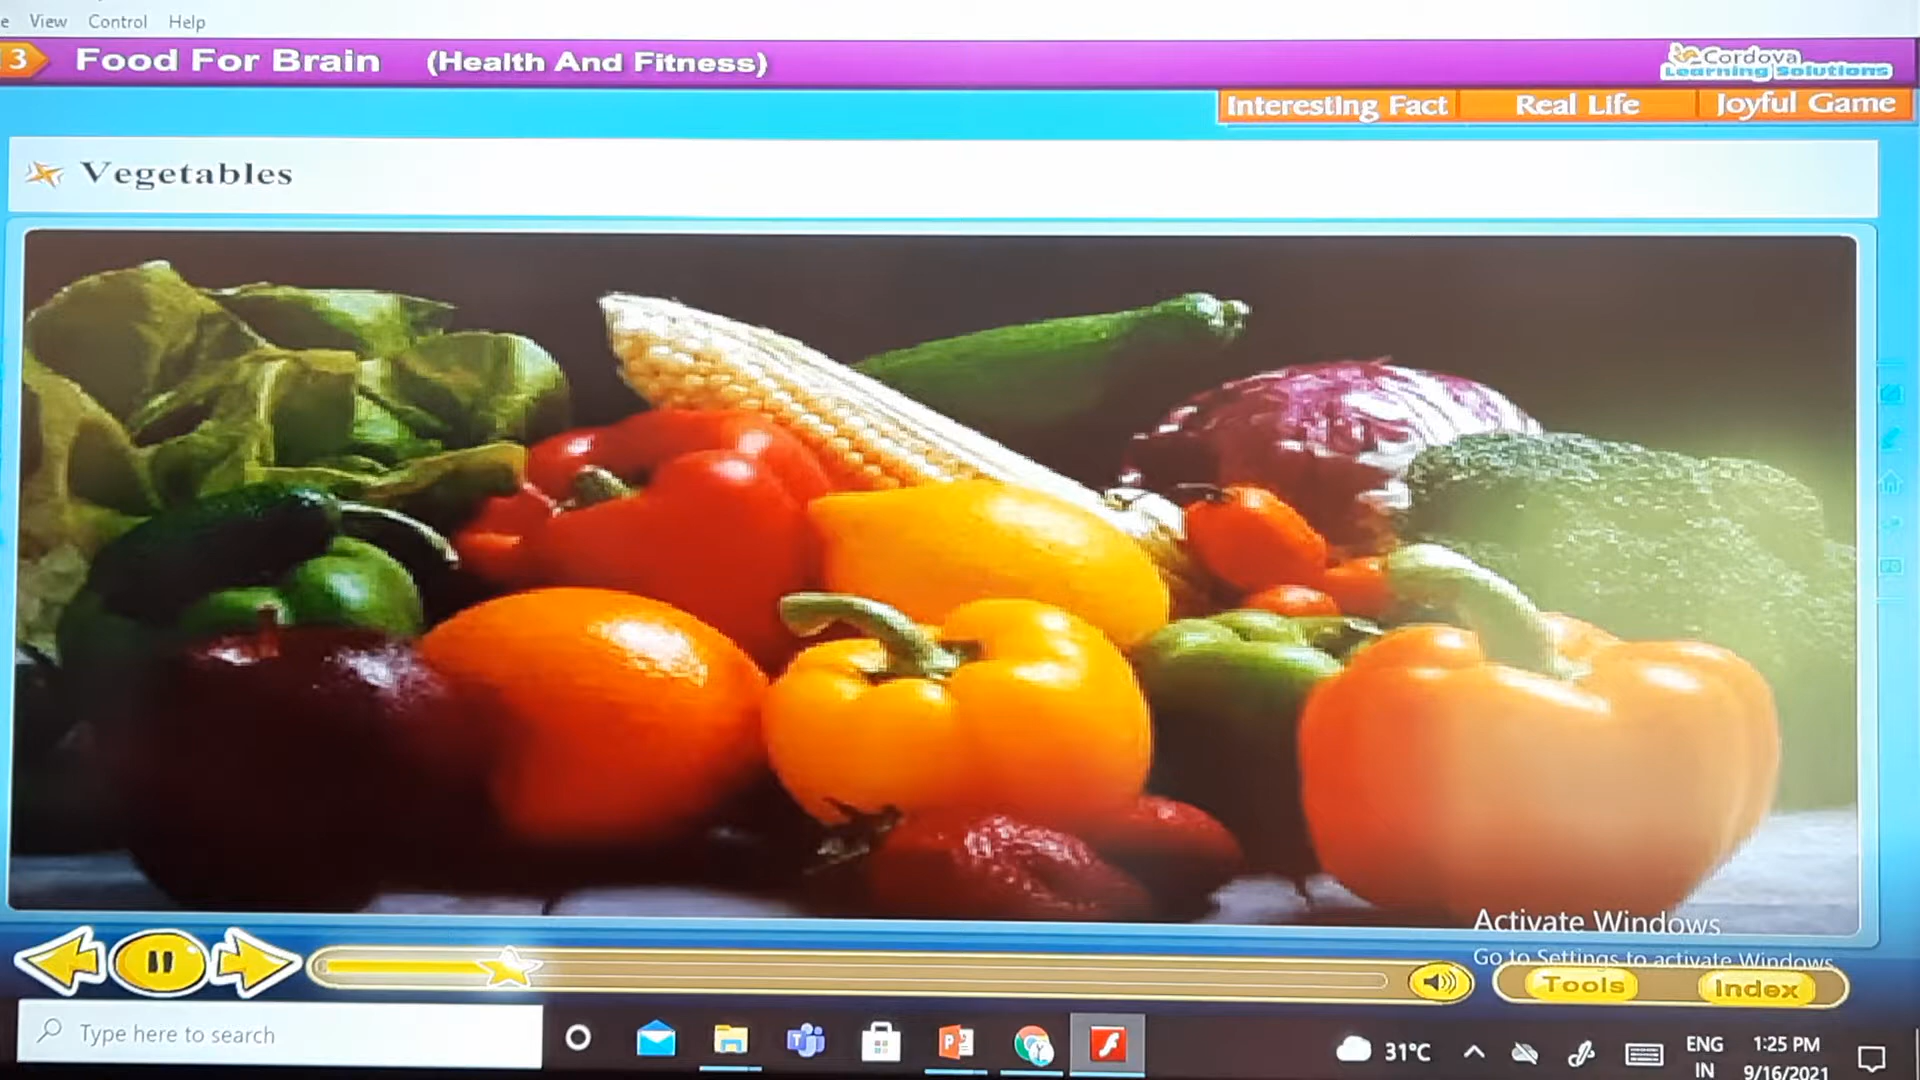 e View Control Help
3 Food For Brain (Health And Fitness)
Cordova
Learning Solutions
Interesting Fact Real Life Joyful Game
Vegetables
Activate Windows
Go to Settings to activate Windows.
Tools Index
Type here to search
31°C
ENG
IN
1:25 PM
9/16/2021